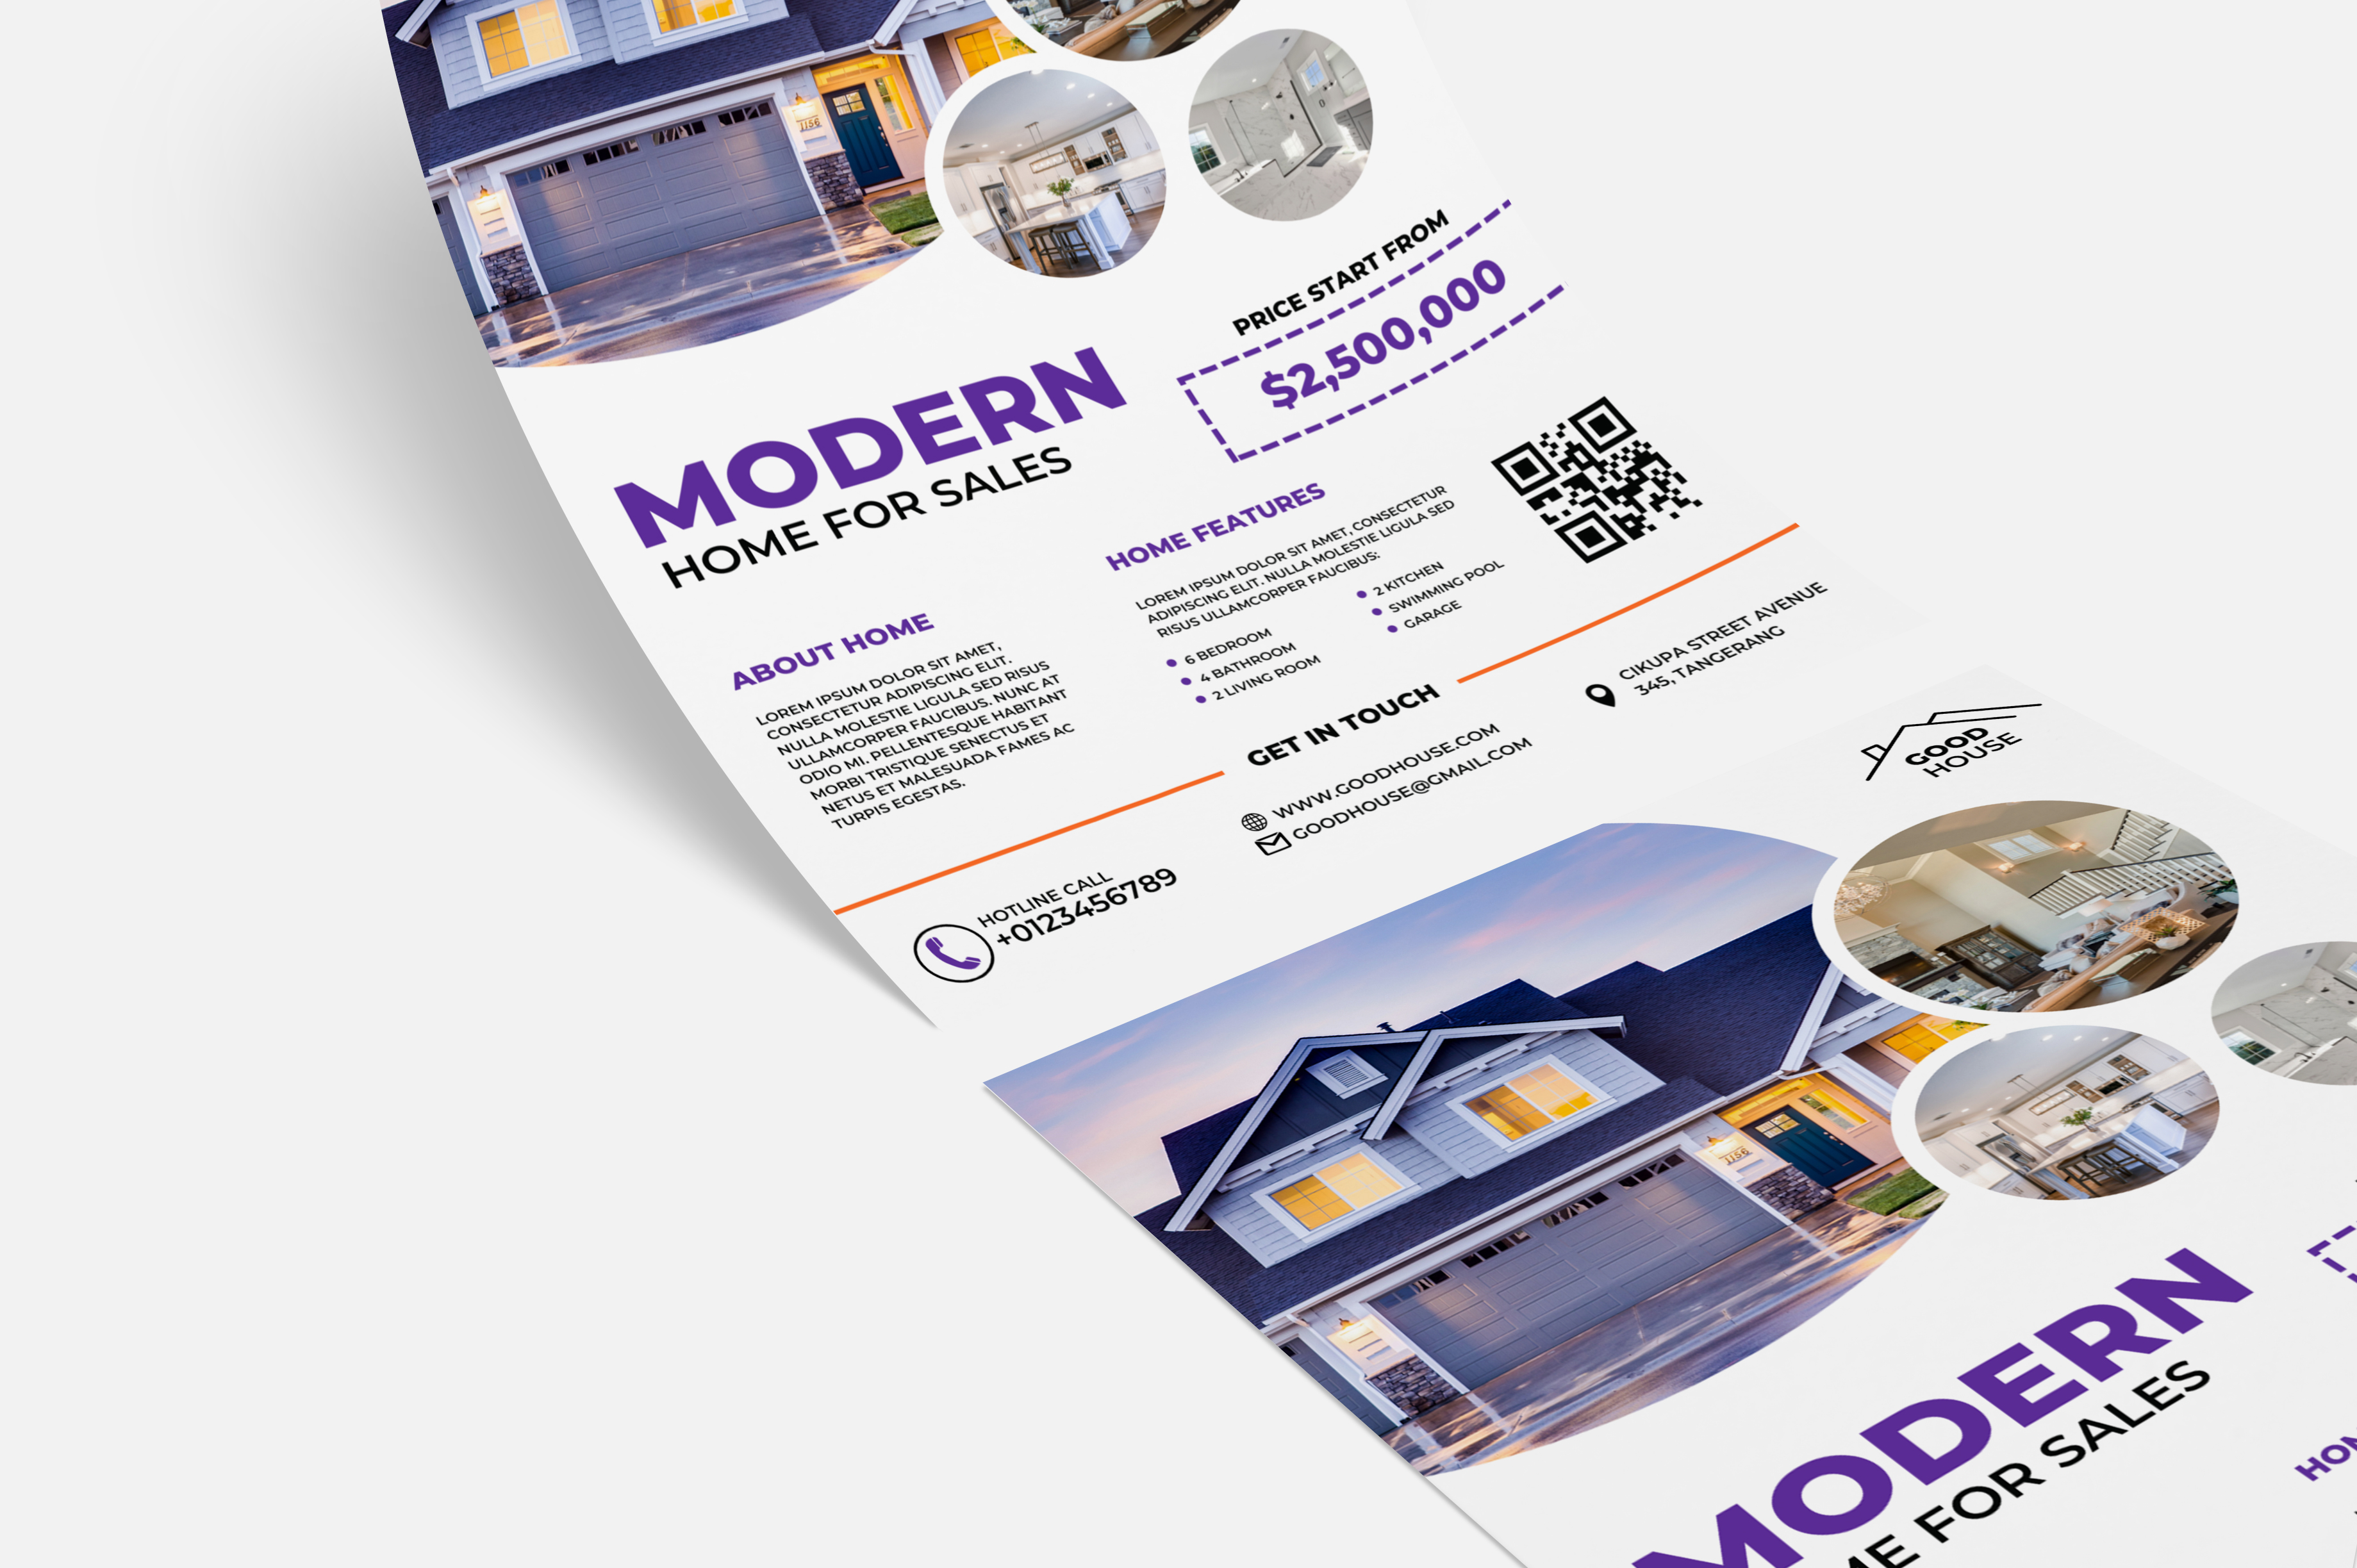 1156
PRICE START FROM
$2,500,000
MODERN
HOME FOR SALES
ABOUT HOME
LOREM IPSUM DOLOR SIT AMET,
CONSECTETUR ADIPISCING ELIT.
NULLA MOLESTIE LIGULA SED RISUS
ULLAMCORPER FAUCIBUS. NUNC AT
ODIO MI. PELLENTESQUE HABITANT
MORBI TRISTIQUE SENECTUS ET
NETUS ET MALESUADA FAMES AC
TURPIS EGESTAS.
HOME FEATURES
LOREM IPSUM DOLOR SIT AMET, CONSECTETUR
ADIPISCING ELIT. NULLA MOLESTIE LIGULA SED
RISUS ULLAMCORPER FAUCIBUS:
6 BEDROOM
4 BATHROOM
2 LIVING ROOM
2 KITCHEN
SWIMMING POOL
GARAGE
GET IN TOUCH
HOTLINE CALL
+0123456789
WWW.GOODHOUSE.COM
GOODHOUSE@GMAIL.COM
CIKUPA STREET AVENUE
345, TANGERANG
GOOD
HOUSE
1156
MODERN
ME FOR SALES
HOM